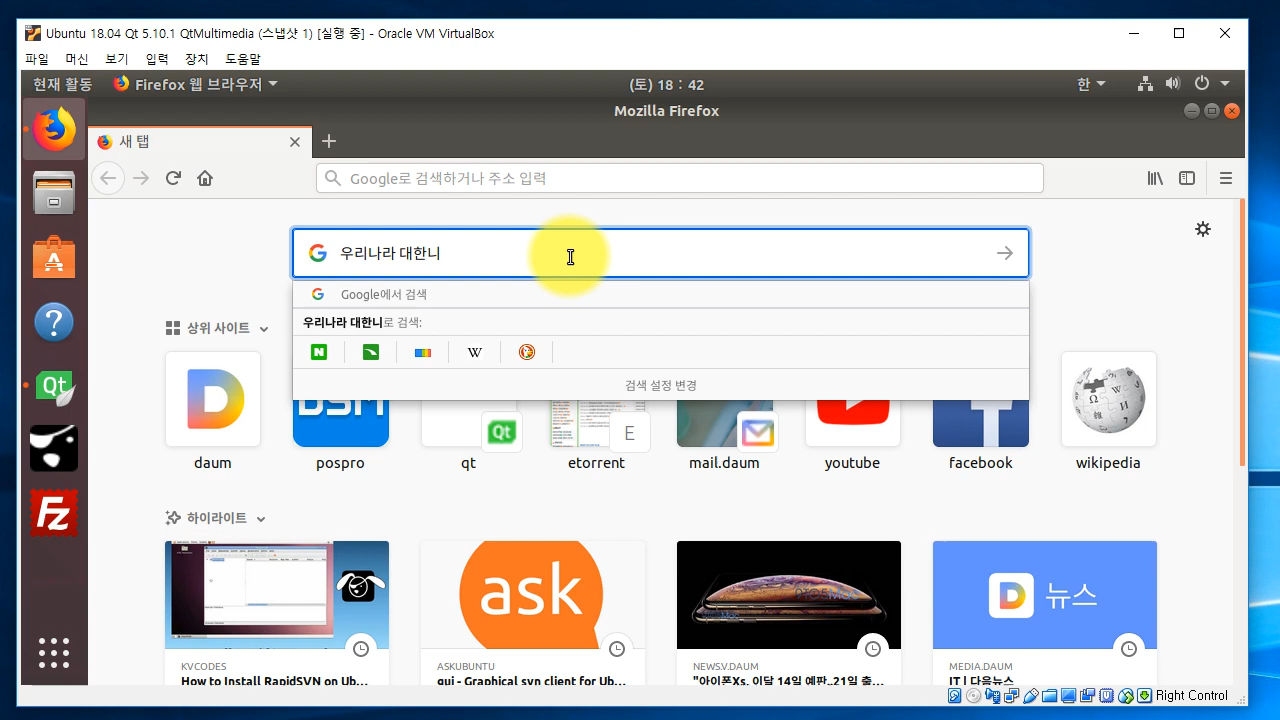 Ubuntu 18.04 Qt 5.10.1 QtMultimedia (스냅샷 1) [실행 중] - Oracle VM VirtualBox
파일 머신 보기 입력 장치 도움말
현재 활동 Firefox 웹 브라우저 (토) 18 : 42 한
Mozilla Firefox
새 탭
Google로 검색하거나 주소 입력
우리나라 대한니
Google에서 검색
우리나라 대한니로 검색:
N W
검색 설정 변경
상위 사이트
Qt
E
daum pospro qt etorrent mail.daum youtube facebook wikipedia
하이라이트
ask
뉴스
KVCODES ASKUBUNTU NEWS.V.DAUM MEDIA.DAUM
How to Install RapidSVN on Ub... gui - Graphical svn client for Ub... "아이폰Xs, 이달 14일 예판..21일 출... IT | 다음뉴스
Right Control